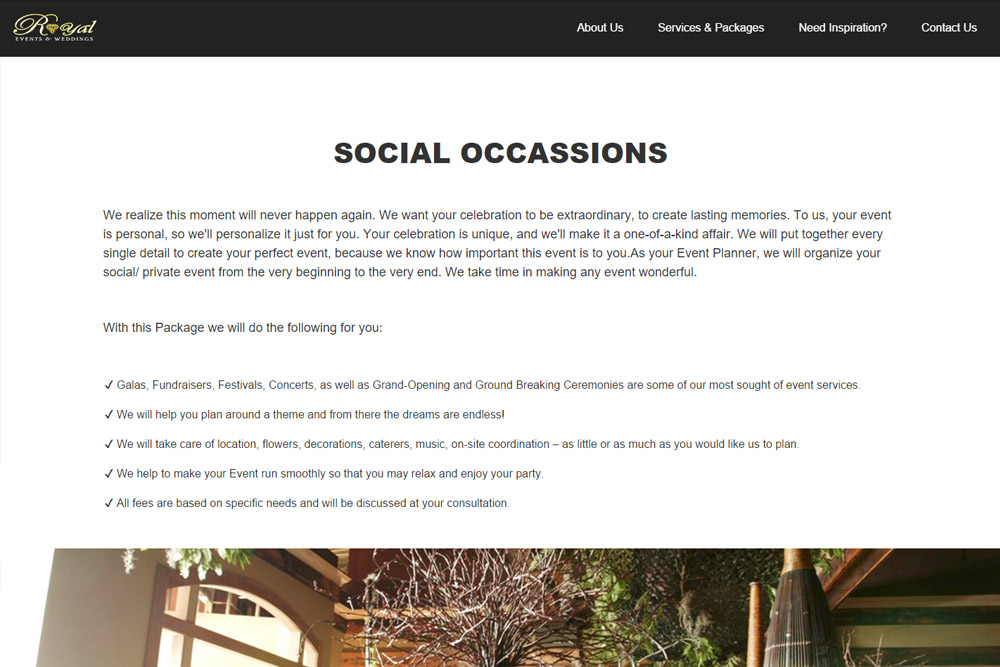 Royal
EVENTS & WEDDINGS
About Us
Services & Packages
Need Inspiration?
Contact Us
SOCIAL OCCASSIONS
We realize this moment will never happen again. We want your celebration to be extraordinary, to create lasting memories. To us, your event
is personal, so we'll personalize it just for you. Your celebration is unique, and we'll make it a one-of-a-kind affair. We will put together every
single detail to create your perfect event, because we know how important this event is to you.As your Event Planner, we will organize your
social/ private event from the very beginning to the very end. We take time in making any event wonderful.
With this Package we will do the following for you:
✓ Galas, Fundraisers, Festivals, Concerts, as well as Grand-Opening and Ground Breaking Ceremonies are some of our most sought of event services.
✓ We will help you plan around a theme and from there the dreams are endless!
✓ We will take care of location, flowers, decorations, caterers, music, on-site coordination – as little or as much as you would like us to plan.
✓ We help to make your Event run smoothly so that you may relax and enjoy your party.
✓ All fees are based on specific needs and will be discussed at your consultation.